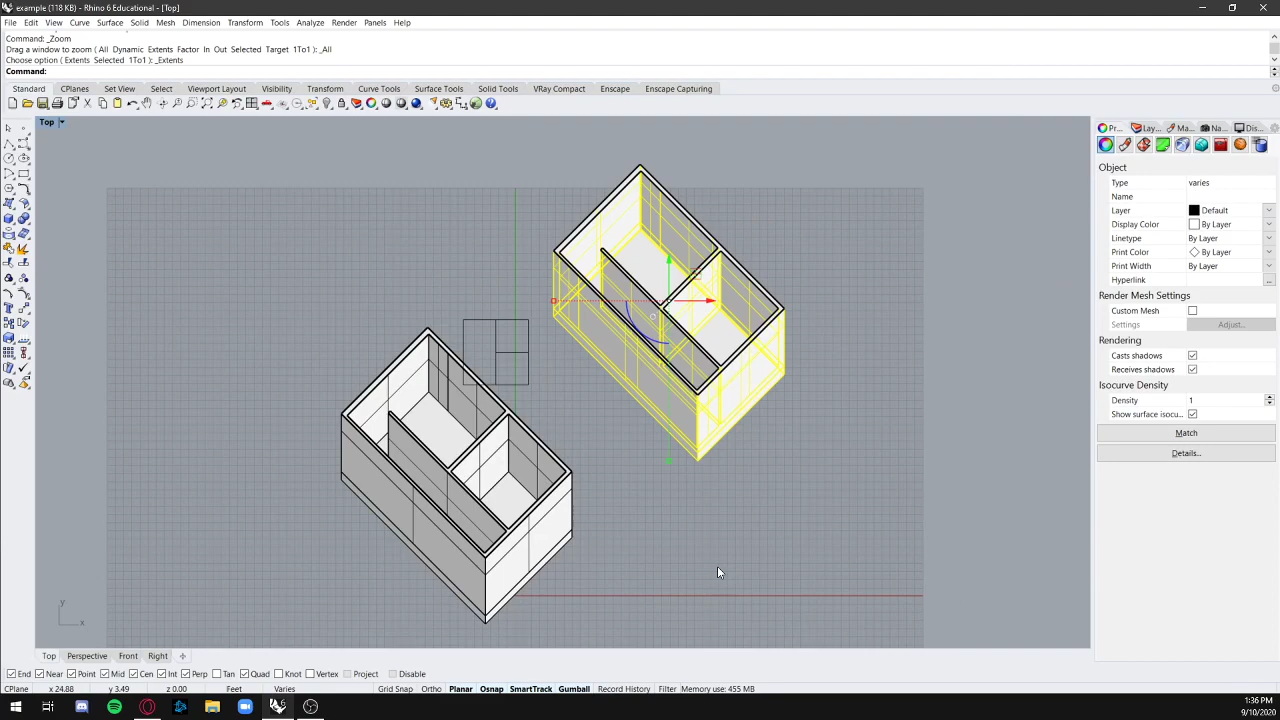 example (118 KB) - Rhino 6 Educational - [Top]
File Edit View Curve Surface Solid Mesh Dimension Transform Tools Analyze Render Panels Help
Command: _Zoom
Drag a window to zoom ( All Dynamic Extents Factor In Out Selected Target 1To1 ): _All
Choose option ( Extents Selected 1To1 ): _Extents
Command:
Standard CPlanes Set View Display Select Viewport Layout Visibility Transform Curve Tools Surface Tools Solid Tools VRay Compact Enscape Enscape Capturing
Top
Pr... Lay... Ma... Na... Dis...
Object
Type varies
Name
Layer Default
Display Color By Layer
Linetype By Layer
Print Color By Layer
Print Width By Layer
Hyperlink ...
Render Mesh Settings
Custom Mesh
Settings Adjust...
Rendering
Casts shadows
Receives shadows
Isocurve Density
Density 1
Show surface isocu...
Match
Details...
y
x
Top Perspective Front Right
End Near Point Mid Cen Int Perp Tan Quad Knot Vertex Project Disable
CPlane x 24.88 y 3.49 z 0.00 Feet Varies Grid Snap Ortho Planar Osnap SmartTrack Gumball Record History Filter Memory use: 455 MB
1:36 PM
9/10/2020